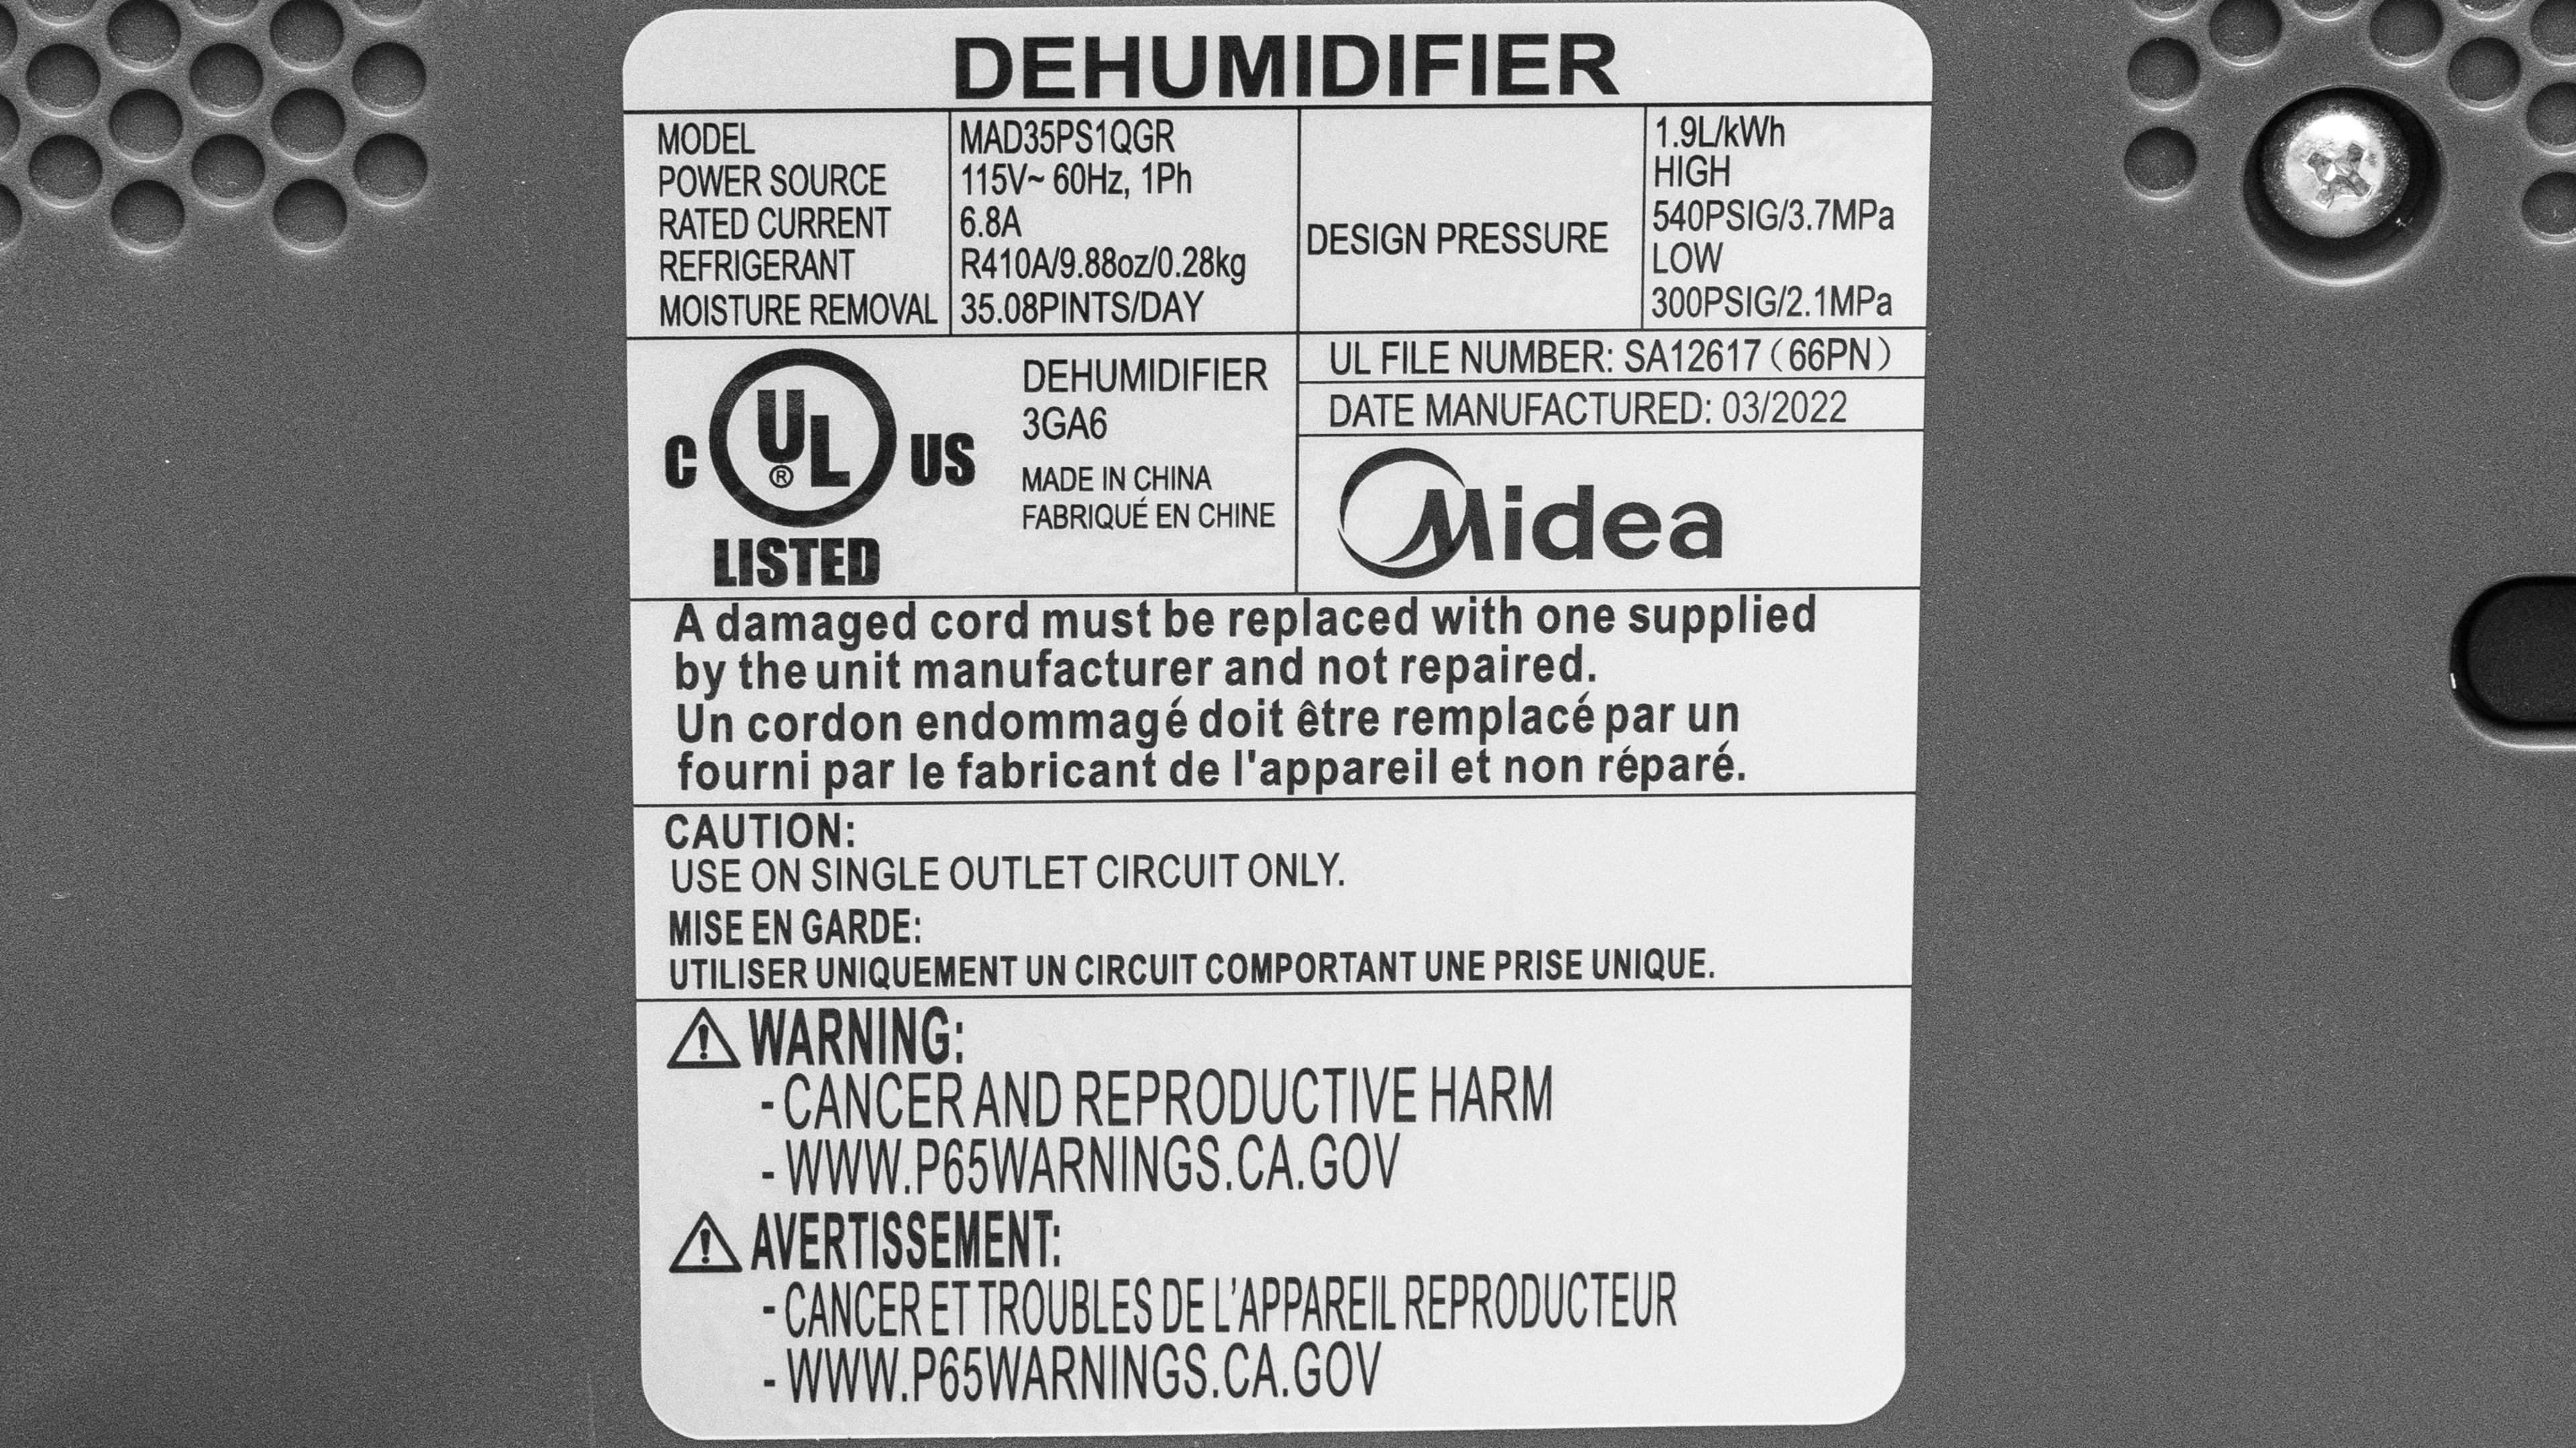 DEHUMIDIFIER
MODEL MAD35PS1QGR
POWER SOURCE 115V~ 60Hz, 1Ph
RATED CURRENT 6.8A
REFRIGERANT R410A/9.88oz/0.28kg
MOISTURE REMOVAL 35.08PINTS/DAY
DESIGN PRESSURE
1.9L/kWh
HIGH
540PSIG/3.7MPa
LOW
300PSIG/2.1MPa
C UL ® US
LISTED
DEHUMIDIFIER
3GA6
MADE IN CHINA
FABRIQUÉ EN CHINE
UL FILE NUMBER: SA12617（66PN）
DATE MANUFACTURED: 03/2022
Midea
A damaged cord must be replaced with one supplied
by the unit manufacturer and not repaired.
Un cordon endommagé doit être remplacé par un
fourni par le fabricant de l'appareil et non réparé.
CAUTION:
USE ON SINGLE OUTLET CIRCUIT ONLY.
MISE EN GARDE:
UTILISER UNIQUEMENT UN CIRCUIT COMPORTANT UNE PRISE UNIQUE.
⚠ WARNING:
- CANCER AND REPRODUCTIVE HARM
- WWW.P65WARNINGS.CA.GOV
⚠ AVERTISSEMENT:
- CANCER ET TROUBLES DE L'APPAREIL REPRODUCTEUR
- WWW.P65WARNINGS.CA.GOV